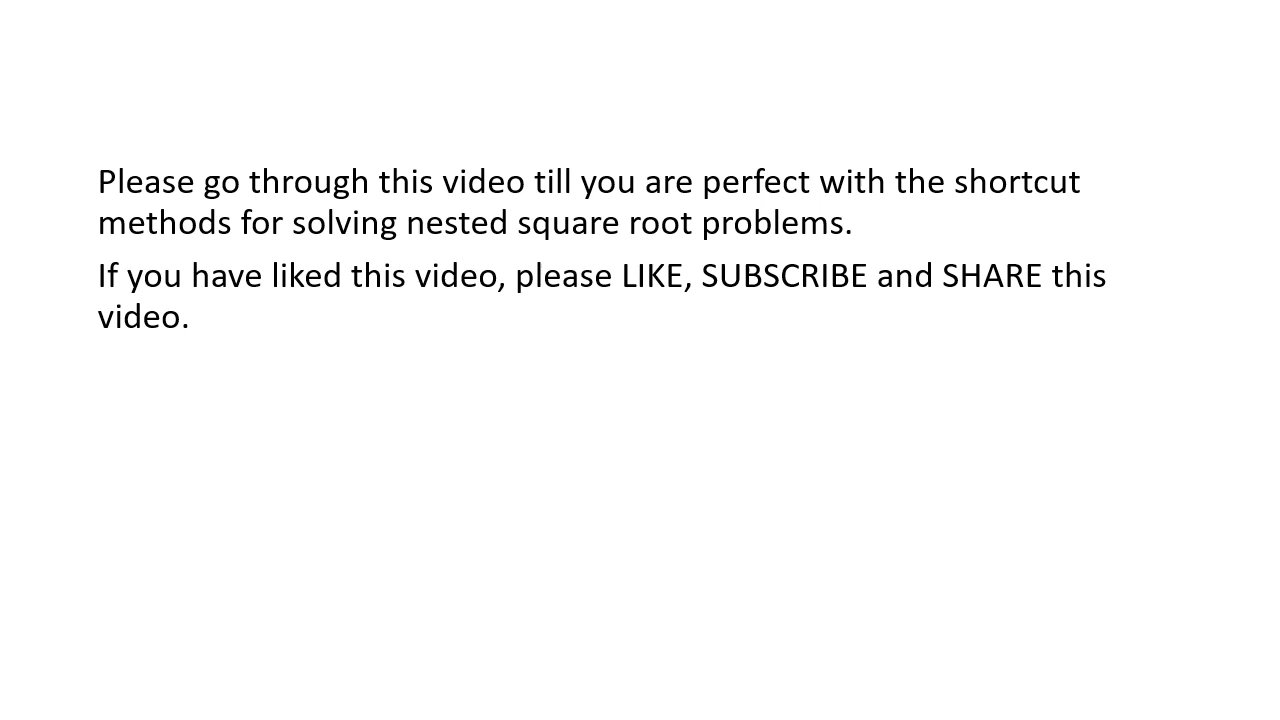 Please go through this video till you are perfect with the shortcut
methods for solving nested square root problems.
If you have liked this video, please LIKE, SUBSCRIBE and SHARE this
video.